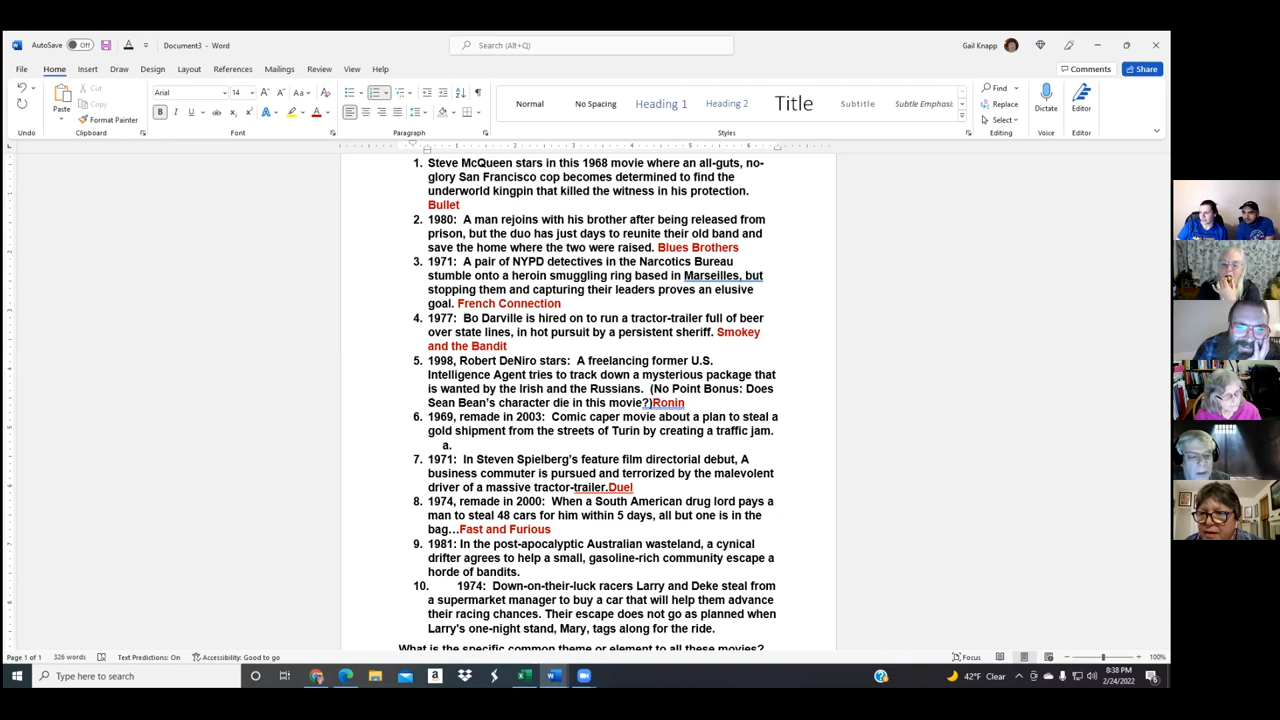 AutoSave
Off
Document3 - Word
Search (Alt+Q)
Gail Knapp
File Home Insert Draw Design Layout References Mailings Review View Help
Comments
Share
Paste
Cut
Copy
Format Painter
Arial
14
Normal
No Spacing
Heading 1
Heading 2
Title
Subtitle
Subtle Emphasi...
Find
Replace
Select
Dictate
Editor
Undo Clipboard Font Paragraph Styles Editing Voice Editor
1. Steve McQueen stars in this 1968 movie where an all-guts, no-
glory San Francisco cop becomes determined to find the
underworld kingpin that killed the witness in his protection.
Bullet
2. 1980: A man rejoins with his brother after being released from
prison, but the duo has just days to reunite their old band and
save the home where the two were raised. Blues Brothers
3. 1971: A pair of NYPD detectives in the Narcotics Bureau
stumble onto a heroin smuggling ring based in Marseilles, but
stopping them and capturing their leaders proves an elusive
goal. French Connection
4. 1977: Bo Darville is hired on to run a tractor-trailer full of beer
over state lines, in hot pursuit by a persistent sheriff. Smokey
and the Bandit
5. 1998, Robert DeNiro stars: A freelancing former U.S.
Intelligence Agent tries to track down a mysterious package that
is wanted by the Irish and the Russians. (No Point Bonus: Does
Sean Bean's character die in this movie?)Ronin
6. 1969, remade in 2003: Comic caper movie about a plan to steal a
gold shipment from the streets of Turin by creating a traffic jam.
a.
7. 1971: In Steven Spielberg's feature film directorial debut, A
business commuter is pursued and terrorized by the malevolent
driver of a massive tractor-trailer.Duel
8. 1974, remade in 2000: When a South American drug lord pays a
man to steal 48 cars for him within 5 days, all but one is in the
bag…Fast and Furious
9. 1981: In the post-apocalyptic Australian wasteland, a cynical
drifter agrees to help a small, gasoline-rich community escape a
horde of bandits.
10. 1974: Down-on-their-luck racers Larry and Deke steal from
a supermarket manager to buy a car that will help them advance
their racing chances. Their escape does not go as planned when
Larry's one-night stand, Mary, tags along for the ride.
What is the specific common theme or element to all these movies?
Page 1 of 1 326 words Text Predictions: On Accessibility: Good to go
Focus
100%
Type here to search
42°F Clear
8:38 PM
2/24/2022